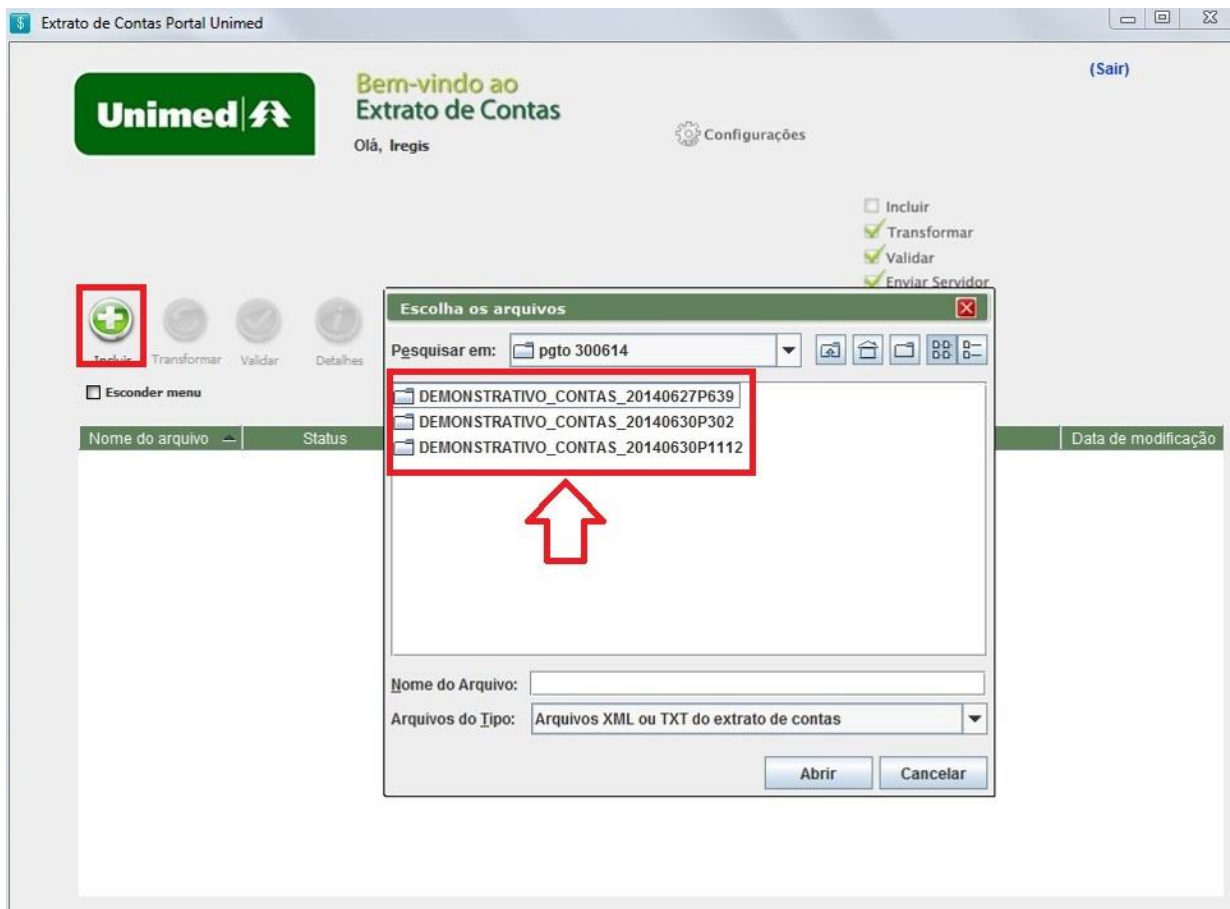 Extrato de Contas Portal Unimed
(Sair)
Unimed
Bem-vindo ao
Extrato de Contas
Olá, Iregis
Configurações
Incluir
Transformar
Validar
Enviar Servidor
Incluir
Transformar
Validar
Detalhes
Esconder menu
Nome do arquivo
Status
Data de modificação
Escolha os arquivos
Pesquisar em: pgto 300614
DEMONSTRATIVO_CONTAS_20140627P639
DEMONSTRATIVO_CONTAS_20140630P302
DEMONSTRATIVO_CONTAS_20140630P1112
Nome do Arquivo:
Arquivos do Tipo: Arquivos XML ou TXT do extrato de contas
Abrir
Cancelar